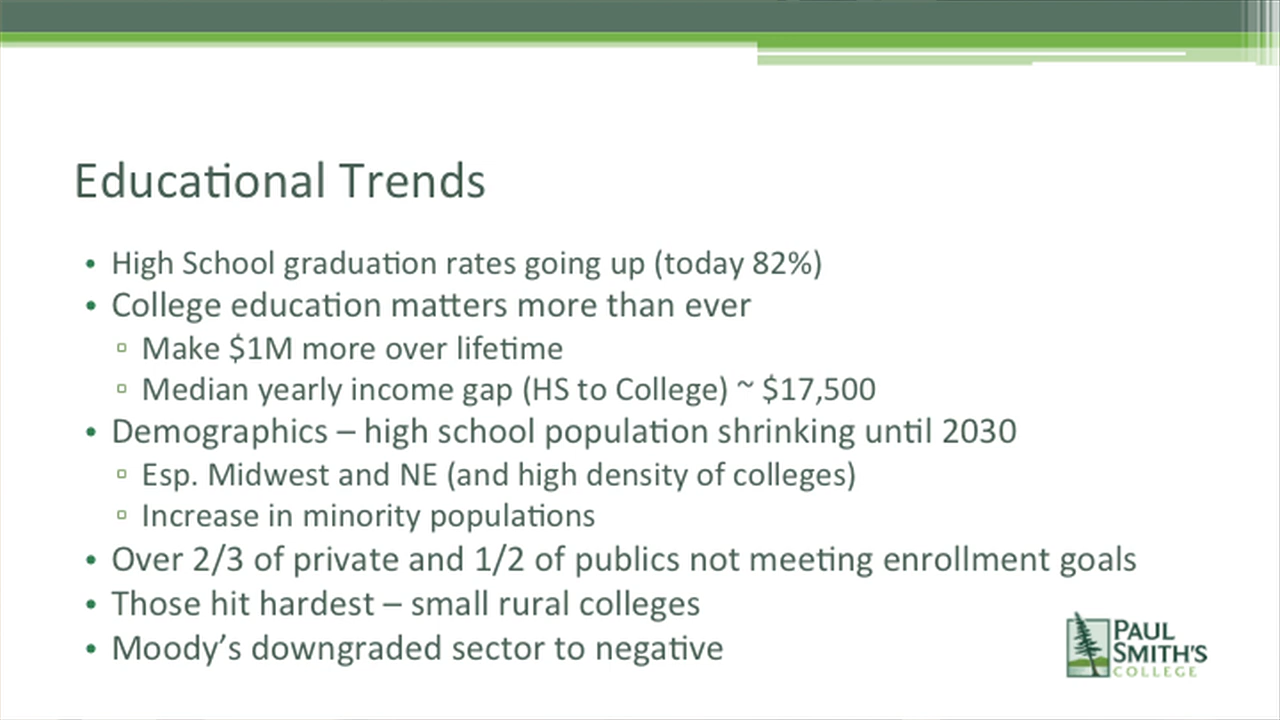 Educational Trends
• High School graduation rates going up (today 82%)
• College education matters more than ever
▫ Make $1M more over lifetime
▫ Median yearly income gap (HS to College) ~ $17,500
• Demographics – high school population shrinking until 2030
▫ Esp. Midwest and NE (and high density of colleges)
▫ Increase in minority populations
• Over 2/3 of private and 1/2 of publics not meeting enrollment goals
• Those hit hardest – small rural colleges
• Moody’s downgraded sector to negative
PAUL
SMITH'S
COLLEGE